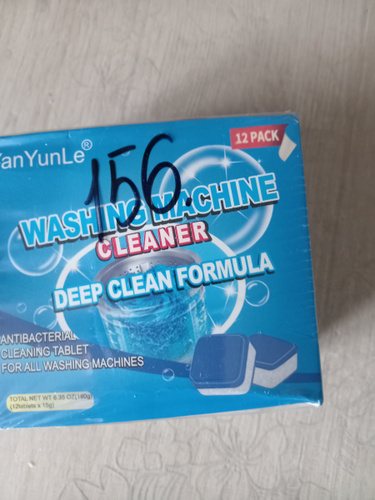 YanYunLe®
12 PACK
156.
WASHING MACHINE
CLEANER
DEEP CLEAN FORMULA
ANTIBACTERIAL
CLEANING TABLET
FOR ALL WASHING MACHINES
TOTAL NET WT 6.35 OZ(180g)
(12tablets x 15g)